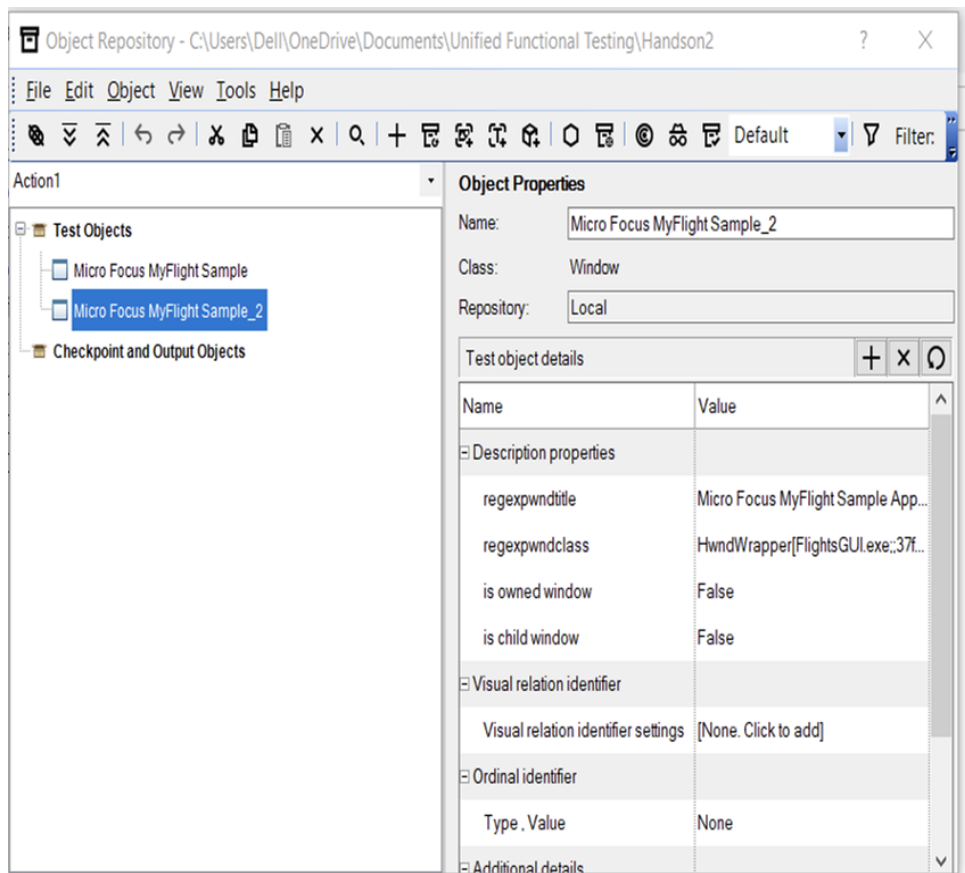 Object Repository - C:\Users\Dell\OneDrive\Documents\Unified Functional Testing\Handson2 ? X
File Edit Object View Tools Help
Default Filter:
Action1
Test Objects
Micro Focus MyFlight Sample
Micro Focus MyFlight Sample_2
Checkpoint and Output Objects
Object Properties
Name: Micro Focus MyFlight Sample_2
Class: Window
Repository: Local
Test object details
Name Value
Description properties
regexpwndtitle Micro Focus MyFlight Sample App...
regexpwndclass HwndWrapper[FlightsGUI.exe;;37f...
is owned window False
is child window False
Visual relation identifier
Visual relation identifier settings [None. Click to add]
Ordinal identifier
Type , Value None
Additional details